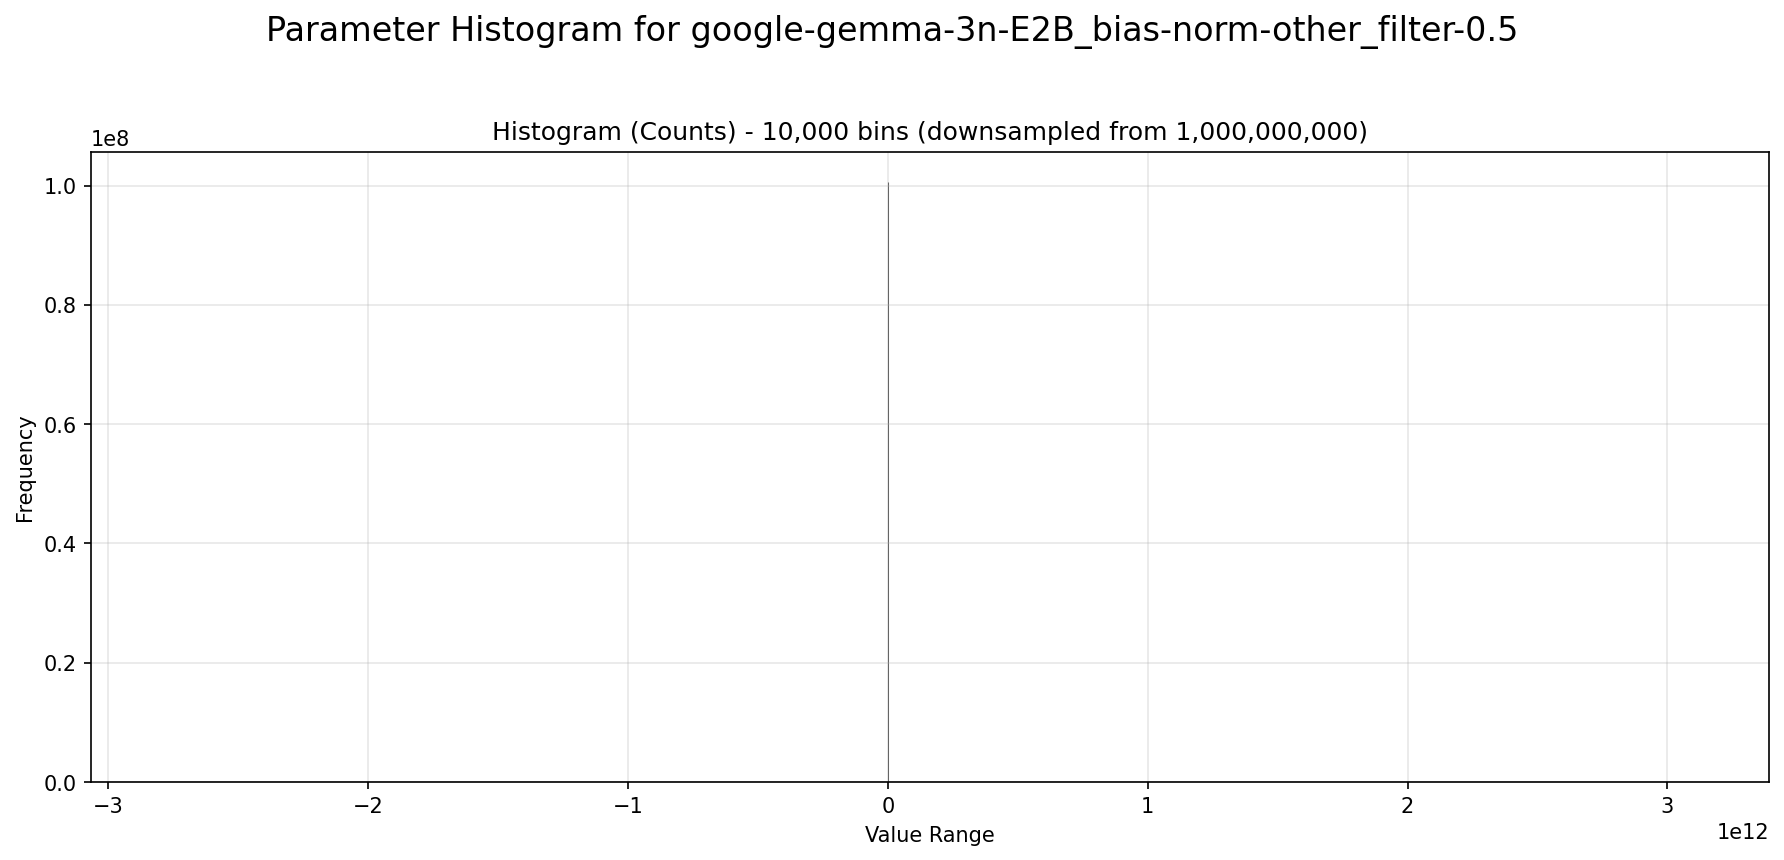 Parameter Histogram for google-gemma-3n-E2B_bias-norm-other_filter-0.5
Histogram (Counts) - 10,000 bins (downsampled from 1,000,000,000)
1e8
1.0
0.8
0.6
0.4
0.2
0.0
Frequency
−3 −2 −1 0 1 2 3
Value Range
1e12